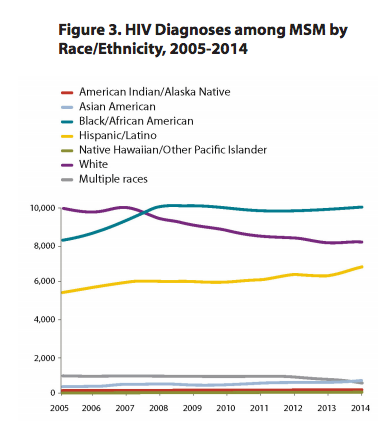 Figure 3. HIV Diagnoses among MSM by
Race/Ethnicity, 2005-2014
American Indian/Alaska Native
Asian American
Black/African American
Hispanic/Latino
Native Hawaiian/Other Pacific Islander
White
Multiple races
10,000
8,000
6,000
4,000
2,000
0
2005 2006 2007 2008 2009 2010 2011 2012 2013 2014